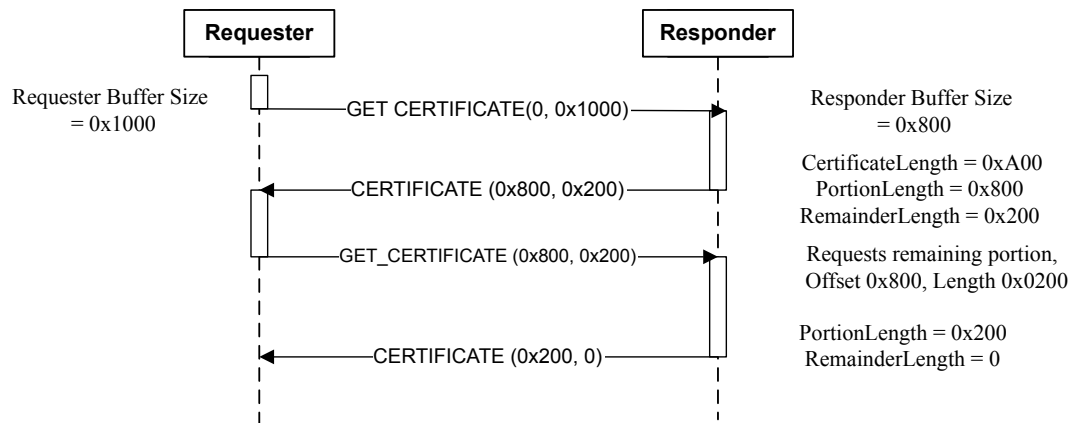 Requester
Responder
Requester Buffer Size
= 0x1000
GET CERTIFICATE(0, 0x1000)
Responder Buffer Size
= 0x800
CertificateLength = 0xA00
PortionLength = 0x800
RemainderLength = 0x200
CERTIFICATE (0x800, 0x200)
GET_CERTIFICATE (0x800, 0x200)
Requests remaining portion,
Offset 0x800, Length 0x0200
PortionLength = 0x200
RemainderLength = 0
CERTIFICATE (0x200, 0)